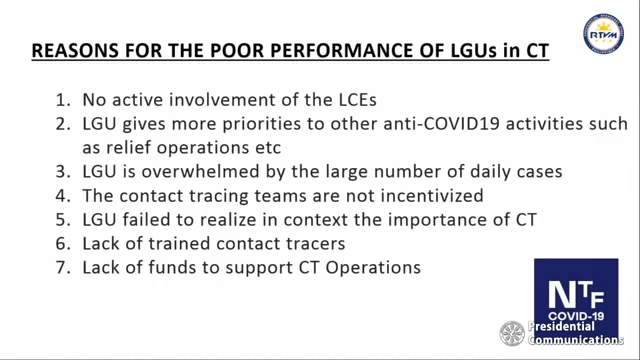 RTVM
REASONS FOR THE POOR PERFORMANCE OF LGUs in CT
1. No active involvement of the LCEs
2. LGU gives more priorities to other anti-COVID19 activities such
as relief operations etc
3. LGU is overwhelmed by the large number of daily cases
4. The contact tracing teams are not incentivized
5. LGU failed to realize in context the importance of CT
6. Lack of trained contact tracers
7. Lack of funds to support CT Operations
NTF
COVID-19
Presidential
Communications